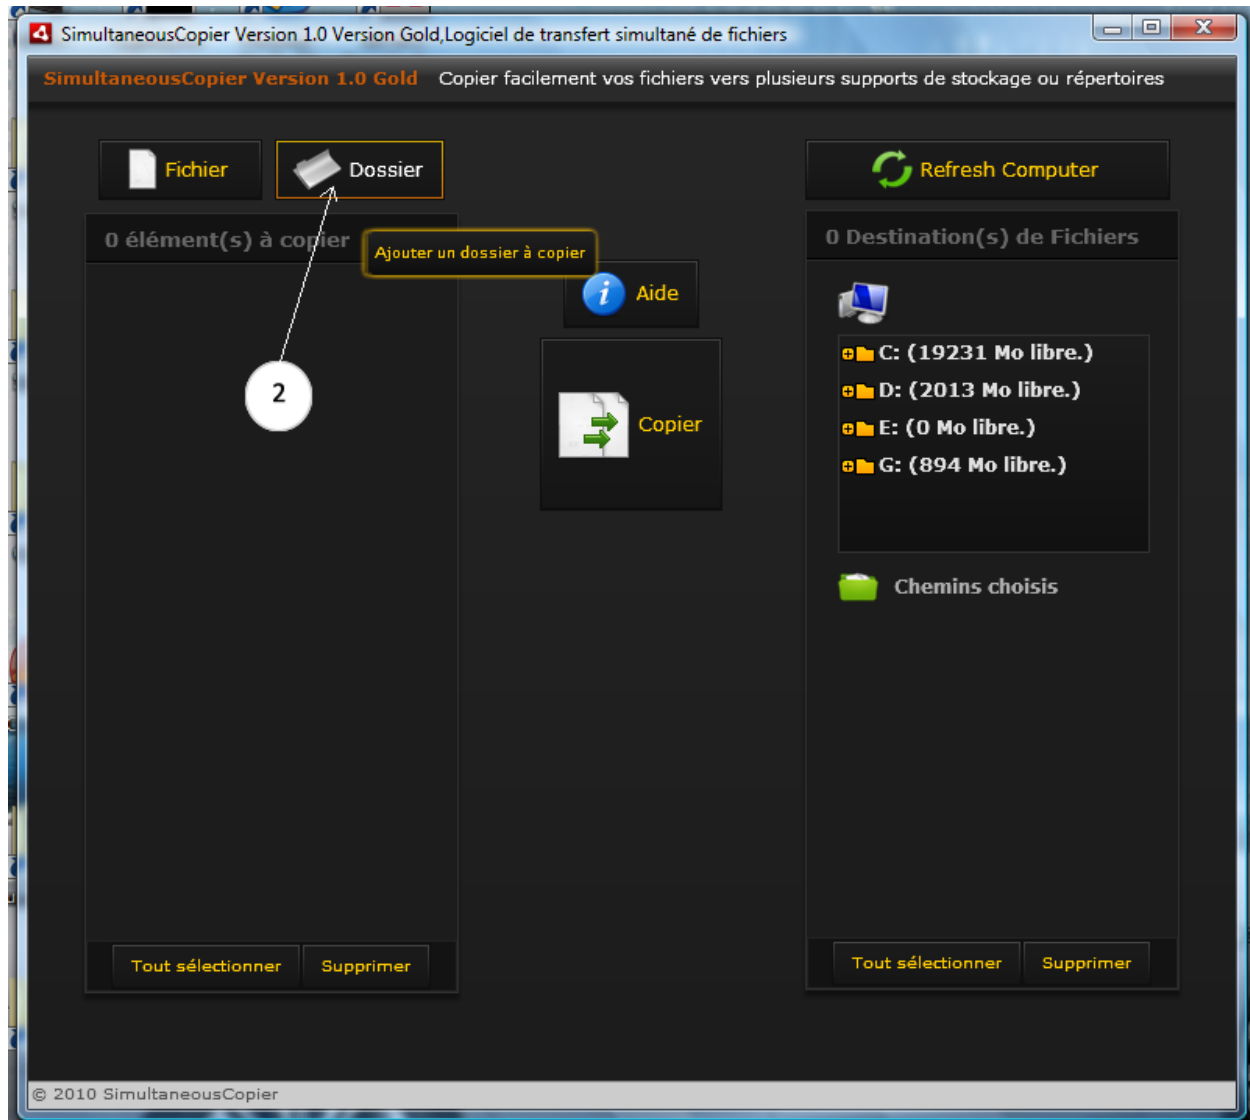 SimultaneousCopier Version 1.0 Version Gold,Logiciel de transfert simultané de fichiers
SimultaneousCopier Version 1.0 Gold Copier facilement vos fichiers vers plusieurs supports de stockage ou répertoires
Fichier
Dossier
Refresh Computer
0 élément(s) à copier
Ajouter un dossier à copier
0 Destination(s) de Fichiers
Aide
2
Copier
C: (19231 Mo libre.)
D: (2013 Mo libre.)
E: (0 Mo libre.)
G: (894 Mo libre.)
Chemins choisis
Tout sélectionner
Supprimer
Tout sélectionner
Supprimer
© 2010 SimultaneousCopier